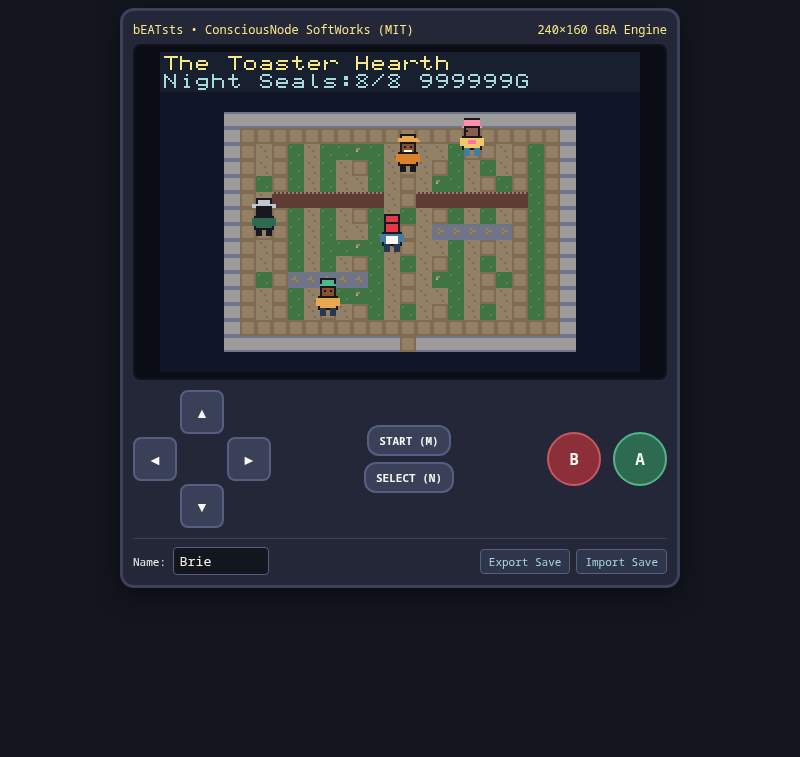 bEATsts • ConsciousNode SoftWorks (MIT)
240×160 GBA Engine
The Toaster Hearth
Night Seals:8/8 999999G
▲
◄
►
▼
START (M)
SELECT (N)
B
A
Name:
Brie
Export Save
Import Save